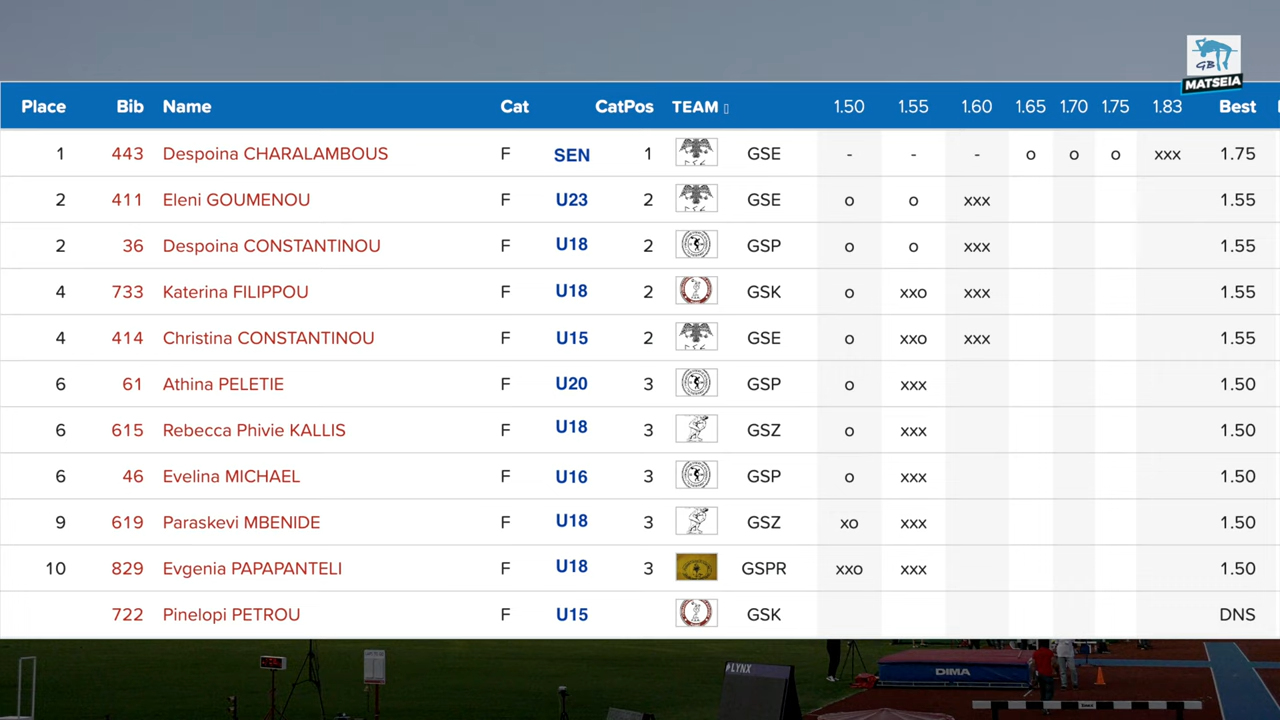 GB
MATSEIA
Place Bib Name Cat CatPos TEAM 1.50 1.55 1.60 1.65 1.70 1.75 1.83 Best
1 443 Despoina CHARALAMBOUS F SEN 1 GSE - - - o o o xxx 1.75
2 411 Eleni GOUMENOU F U23 2 GSE o o xxx 1.55
2 36 Despoina CONSTANTINOU F U18 2 GSP o o xxx 1.55
4 733 Katerina FILIPPOU F U18 2 GSK o xxo xxx 1.55
4 414 Christina CONSTANTINOU F U15 2 GSE o xxo xxx 1.55
6 61 Athina PELETIE F U20 3 GSP o xxx 1.50
6 615 Rebecca Phivie KALLIS F U18 3 GSZ o xxx 1.50
6 46 Evelina MICHAEL F U16 3 GSP o xxx 1.50
9 619 Paraskevi MBENIDE F U18 3 GSZ xo xxx 1.50
10 829 Evgenia PAPAPANTELI F U18 3 GSPR xxo xxx 1.50
722 Pinelopi PETROU F U15 GSK DNS
LYNX
DIMA